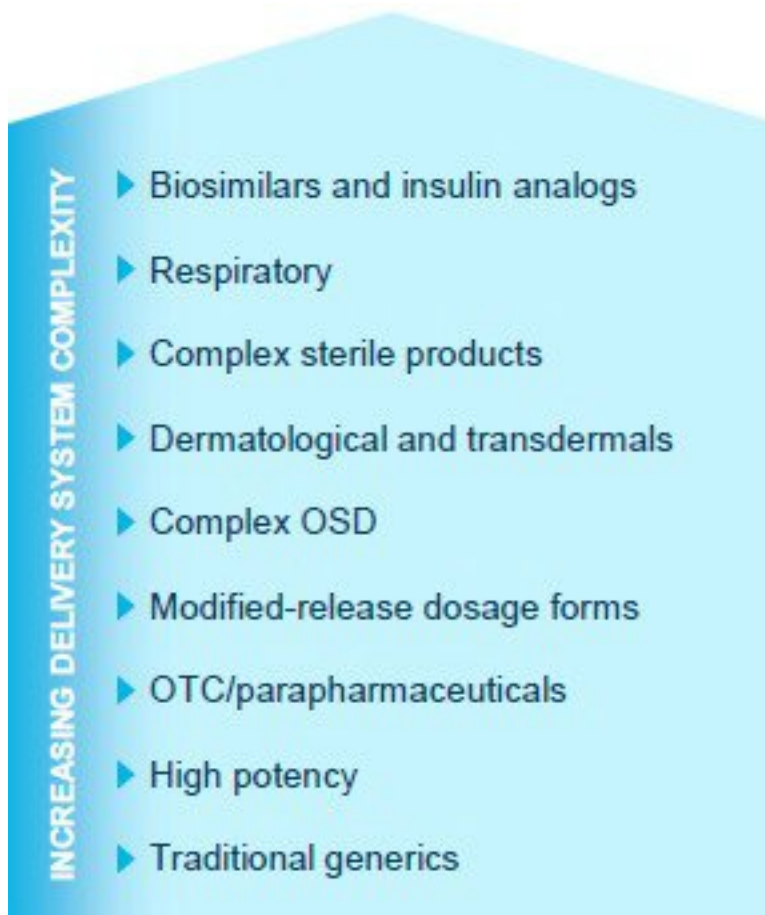 INCREASING DELIVERY SYSTEM COMPLEXITY
Biosimilars and insulin analogs
Respiratory
Complex sterile products
Dermatological and transdermals
Complex OSD
Modified-release dosage forms
OTC/parapharmaceuticals
High potency
Traditional generics